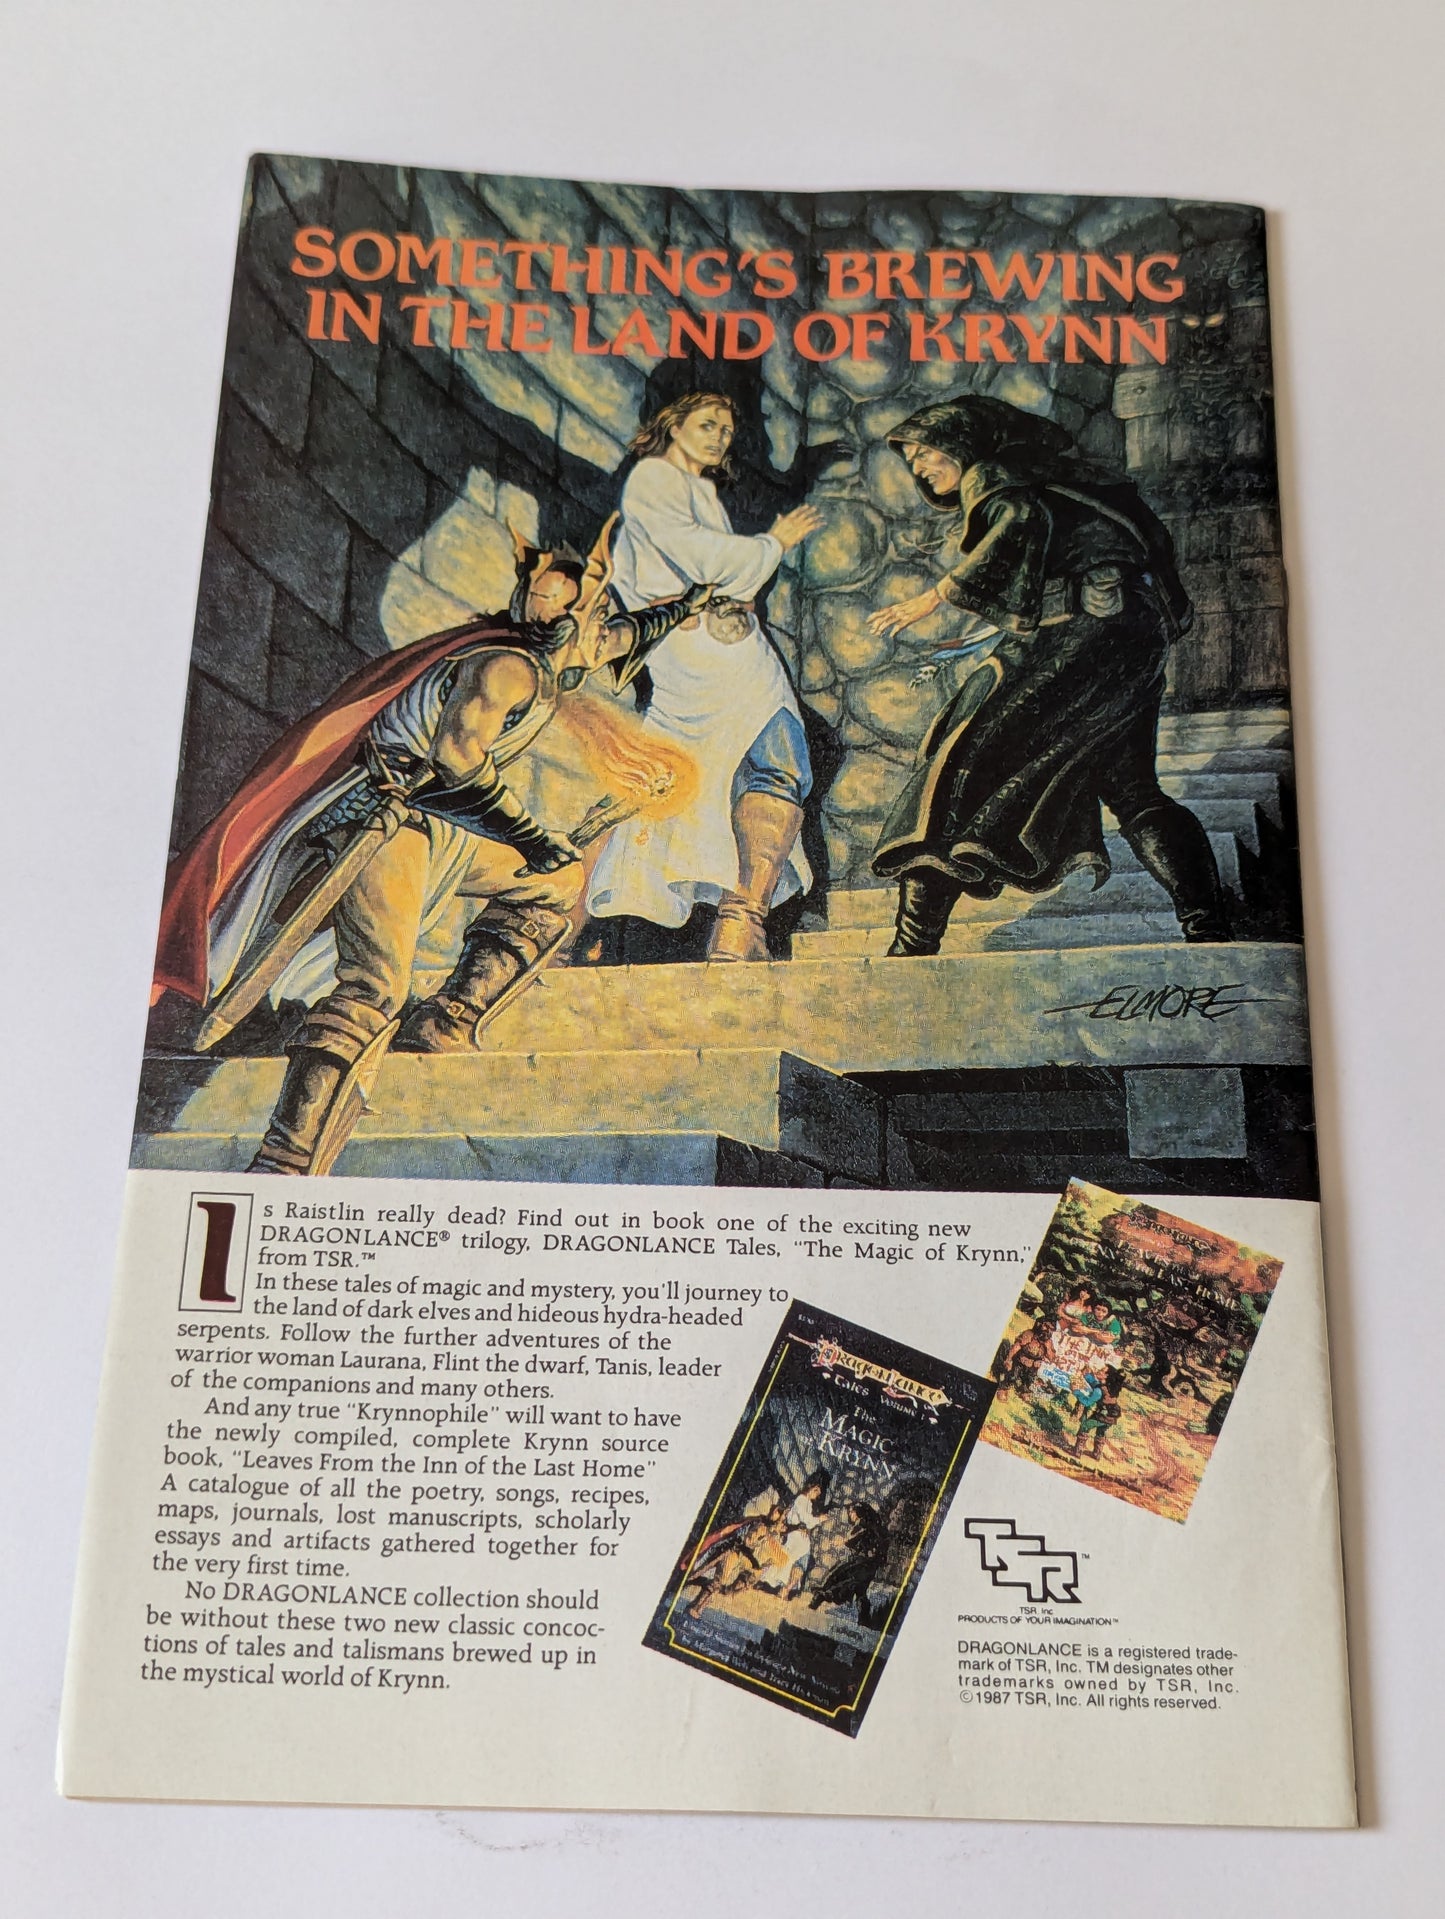 SOMETHING'S BREWING
IN THE LAND OF KRYNN
ELMORE
Is Raistlin really dead? Find out in book one of the exciting new
DRAGONLANCE® trilogy, DRAGONLANCE Tales, "The Magic of Krynn,"
from TSR.™
In these tales of magic and mystery, you'll journey to
the land of dark elves and hideous hydra-headed
serpents. Follow the further adventures of the
warrior woman Laurana, Flint the dwarf, Tanis, leader
of the companions and many others.
And any true "Krynnophile" will want to have
the newly compiled, complete Krynn source
book, "Leaves From the Inn of the Last Home"
A catalogue of all the poetry, songs, recipes,
maps, journals, lost manuscripts, scholarly
essays and artifacts gathered together for
the very first time.
No DRAGONLANCE collection should
be without these two new classic concoc-
tions of tales and talismans brewed up in
the mystical world of Krynn.
DRAGONLANCE
Tales VOLUME 1
The
MAGIC
of KRYNN
LAST HOME
TSR™
TSR, Inc.
PRODUCTS OF YOUR IMAGINATION™
DRAGONLANCE is a registered trade-
mark of TSR, Inc. TM designates other
trademarks owned by TSR, Inc.
©1987 TSR, Inc. All rights reserved.